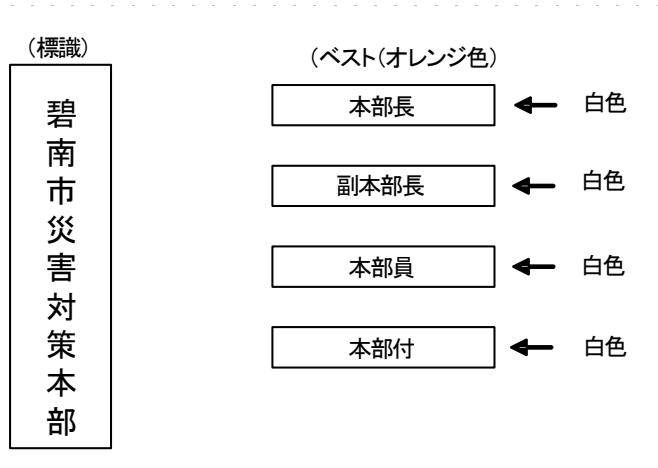 (標識)
碧南市災害対策本部
(ベスト(オレンジ色)
本部長 白色
副本部長 白色
本部員 白色
本部付 白色